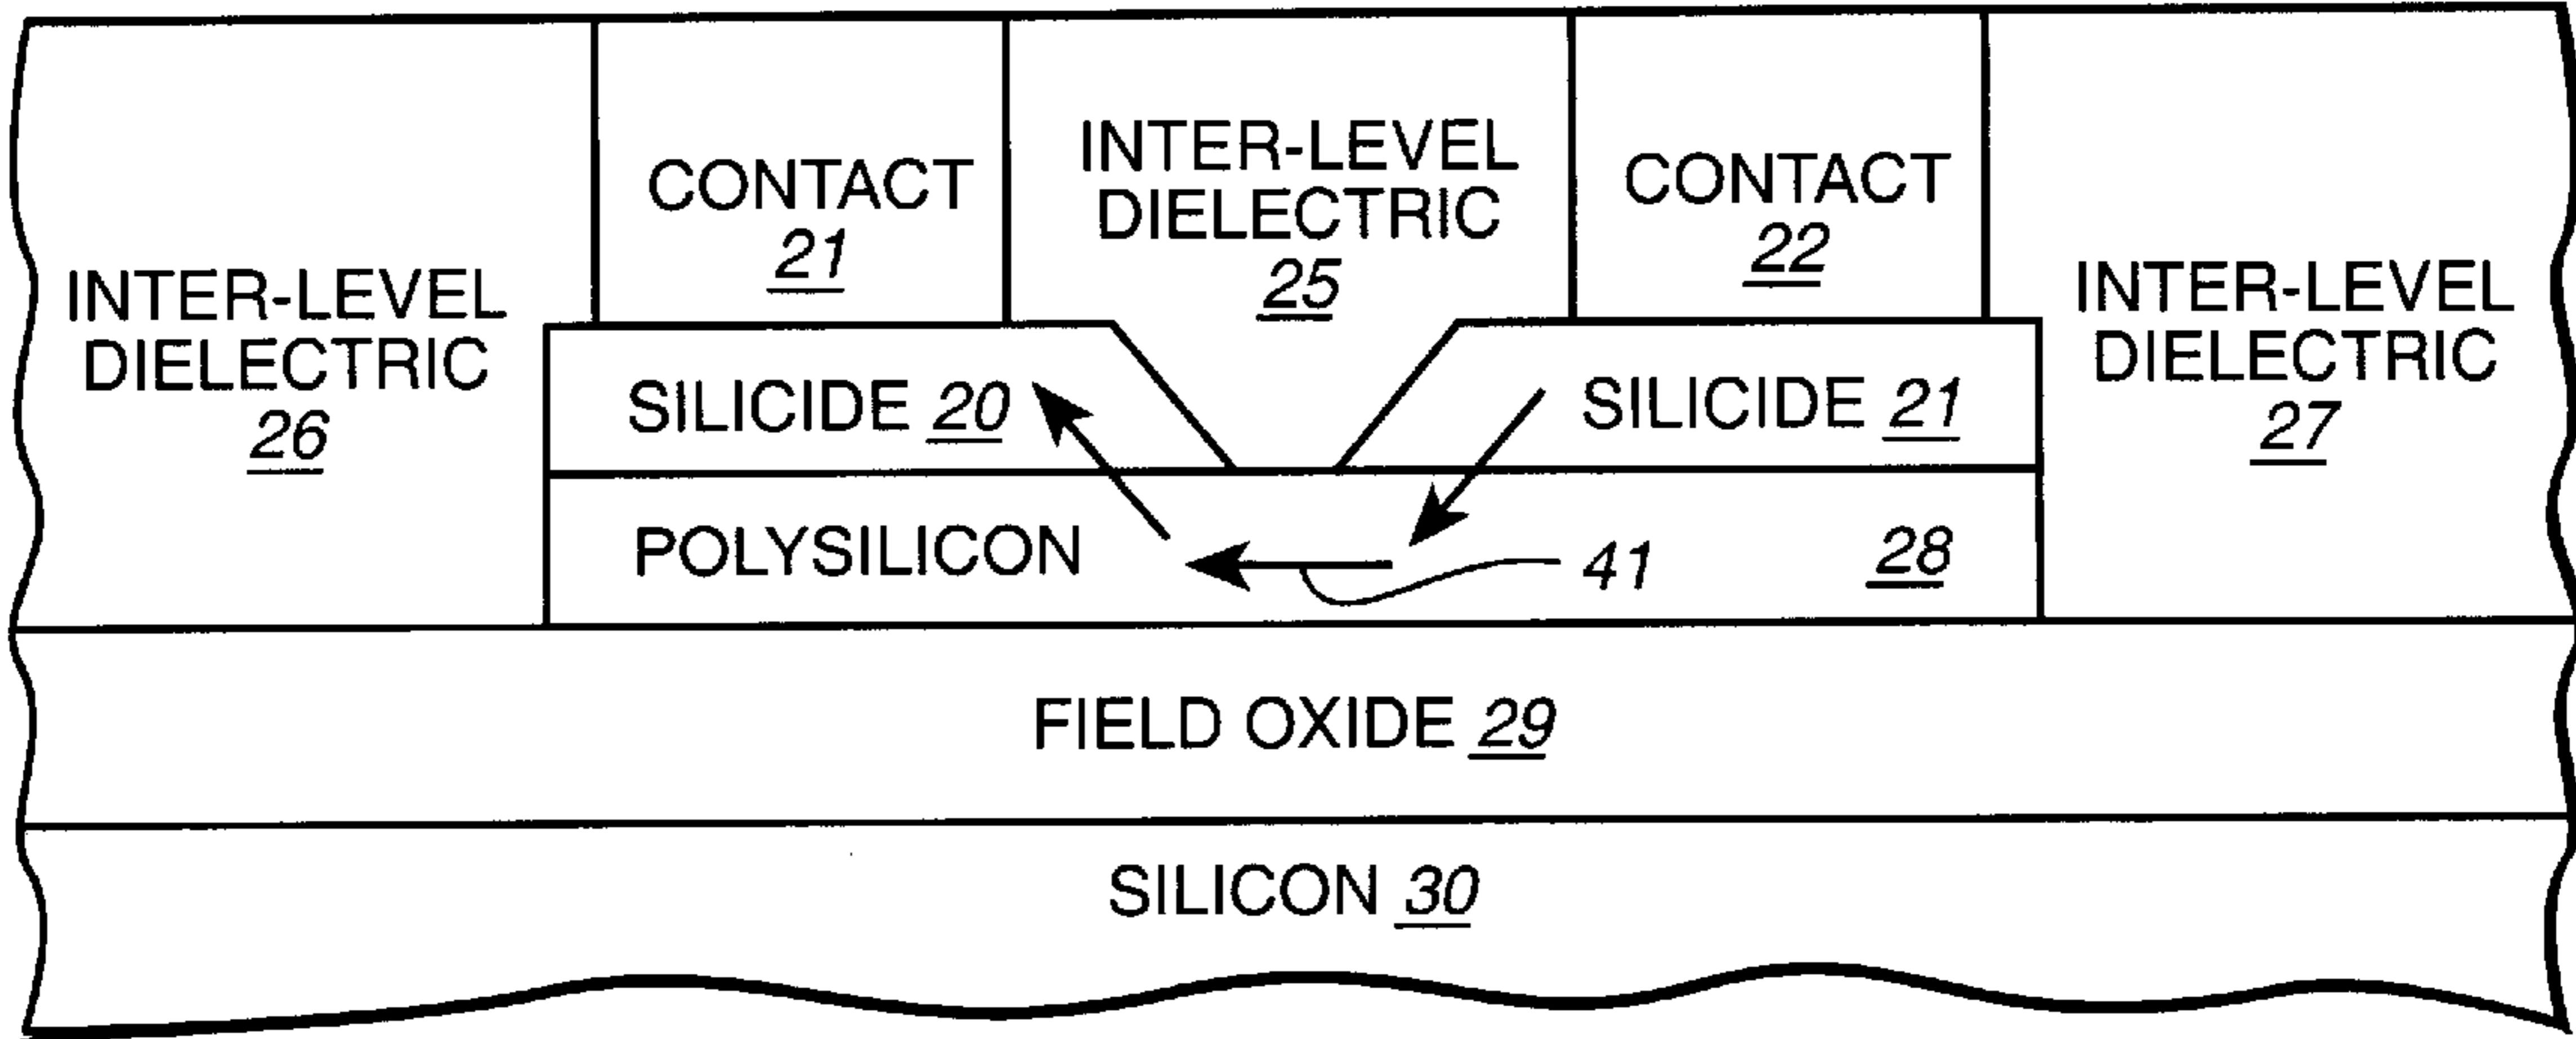 INTER-LEVEL
DIELECTRIC
26
CONTACT
21
INTER-LEVEL
DIELECTRIC
25
CONTACT
22
INTER-LEVEL
DIELECTRIC
27
SILICIDE 20
SILICIDE 21
POLYSILICON
41
28
FIELD OXIDE 29
SILICON 30